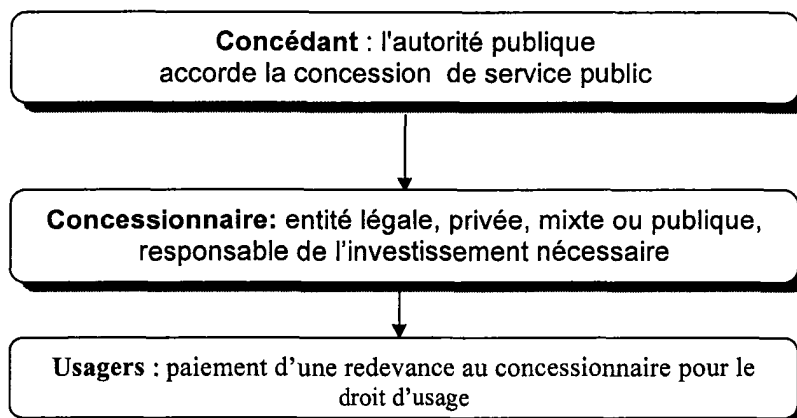 Concédant : l'autorité publique
accorde la concession de service public
Concessionnaire: entité légale, privée, mixte ou publique,
responsable de l'investissement nécessaire
Usagers : paiement d'une redevance au concessionnaire pour le
droit d'usage